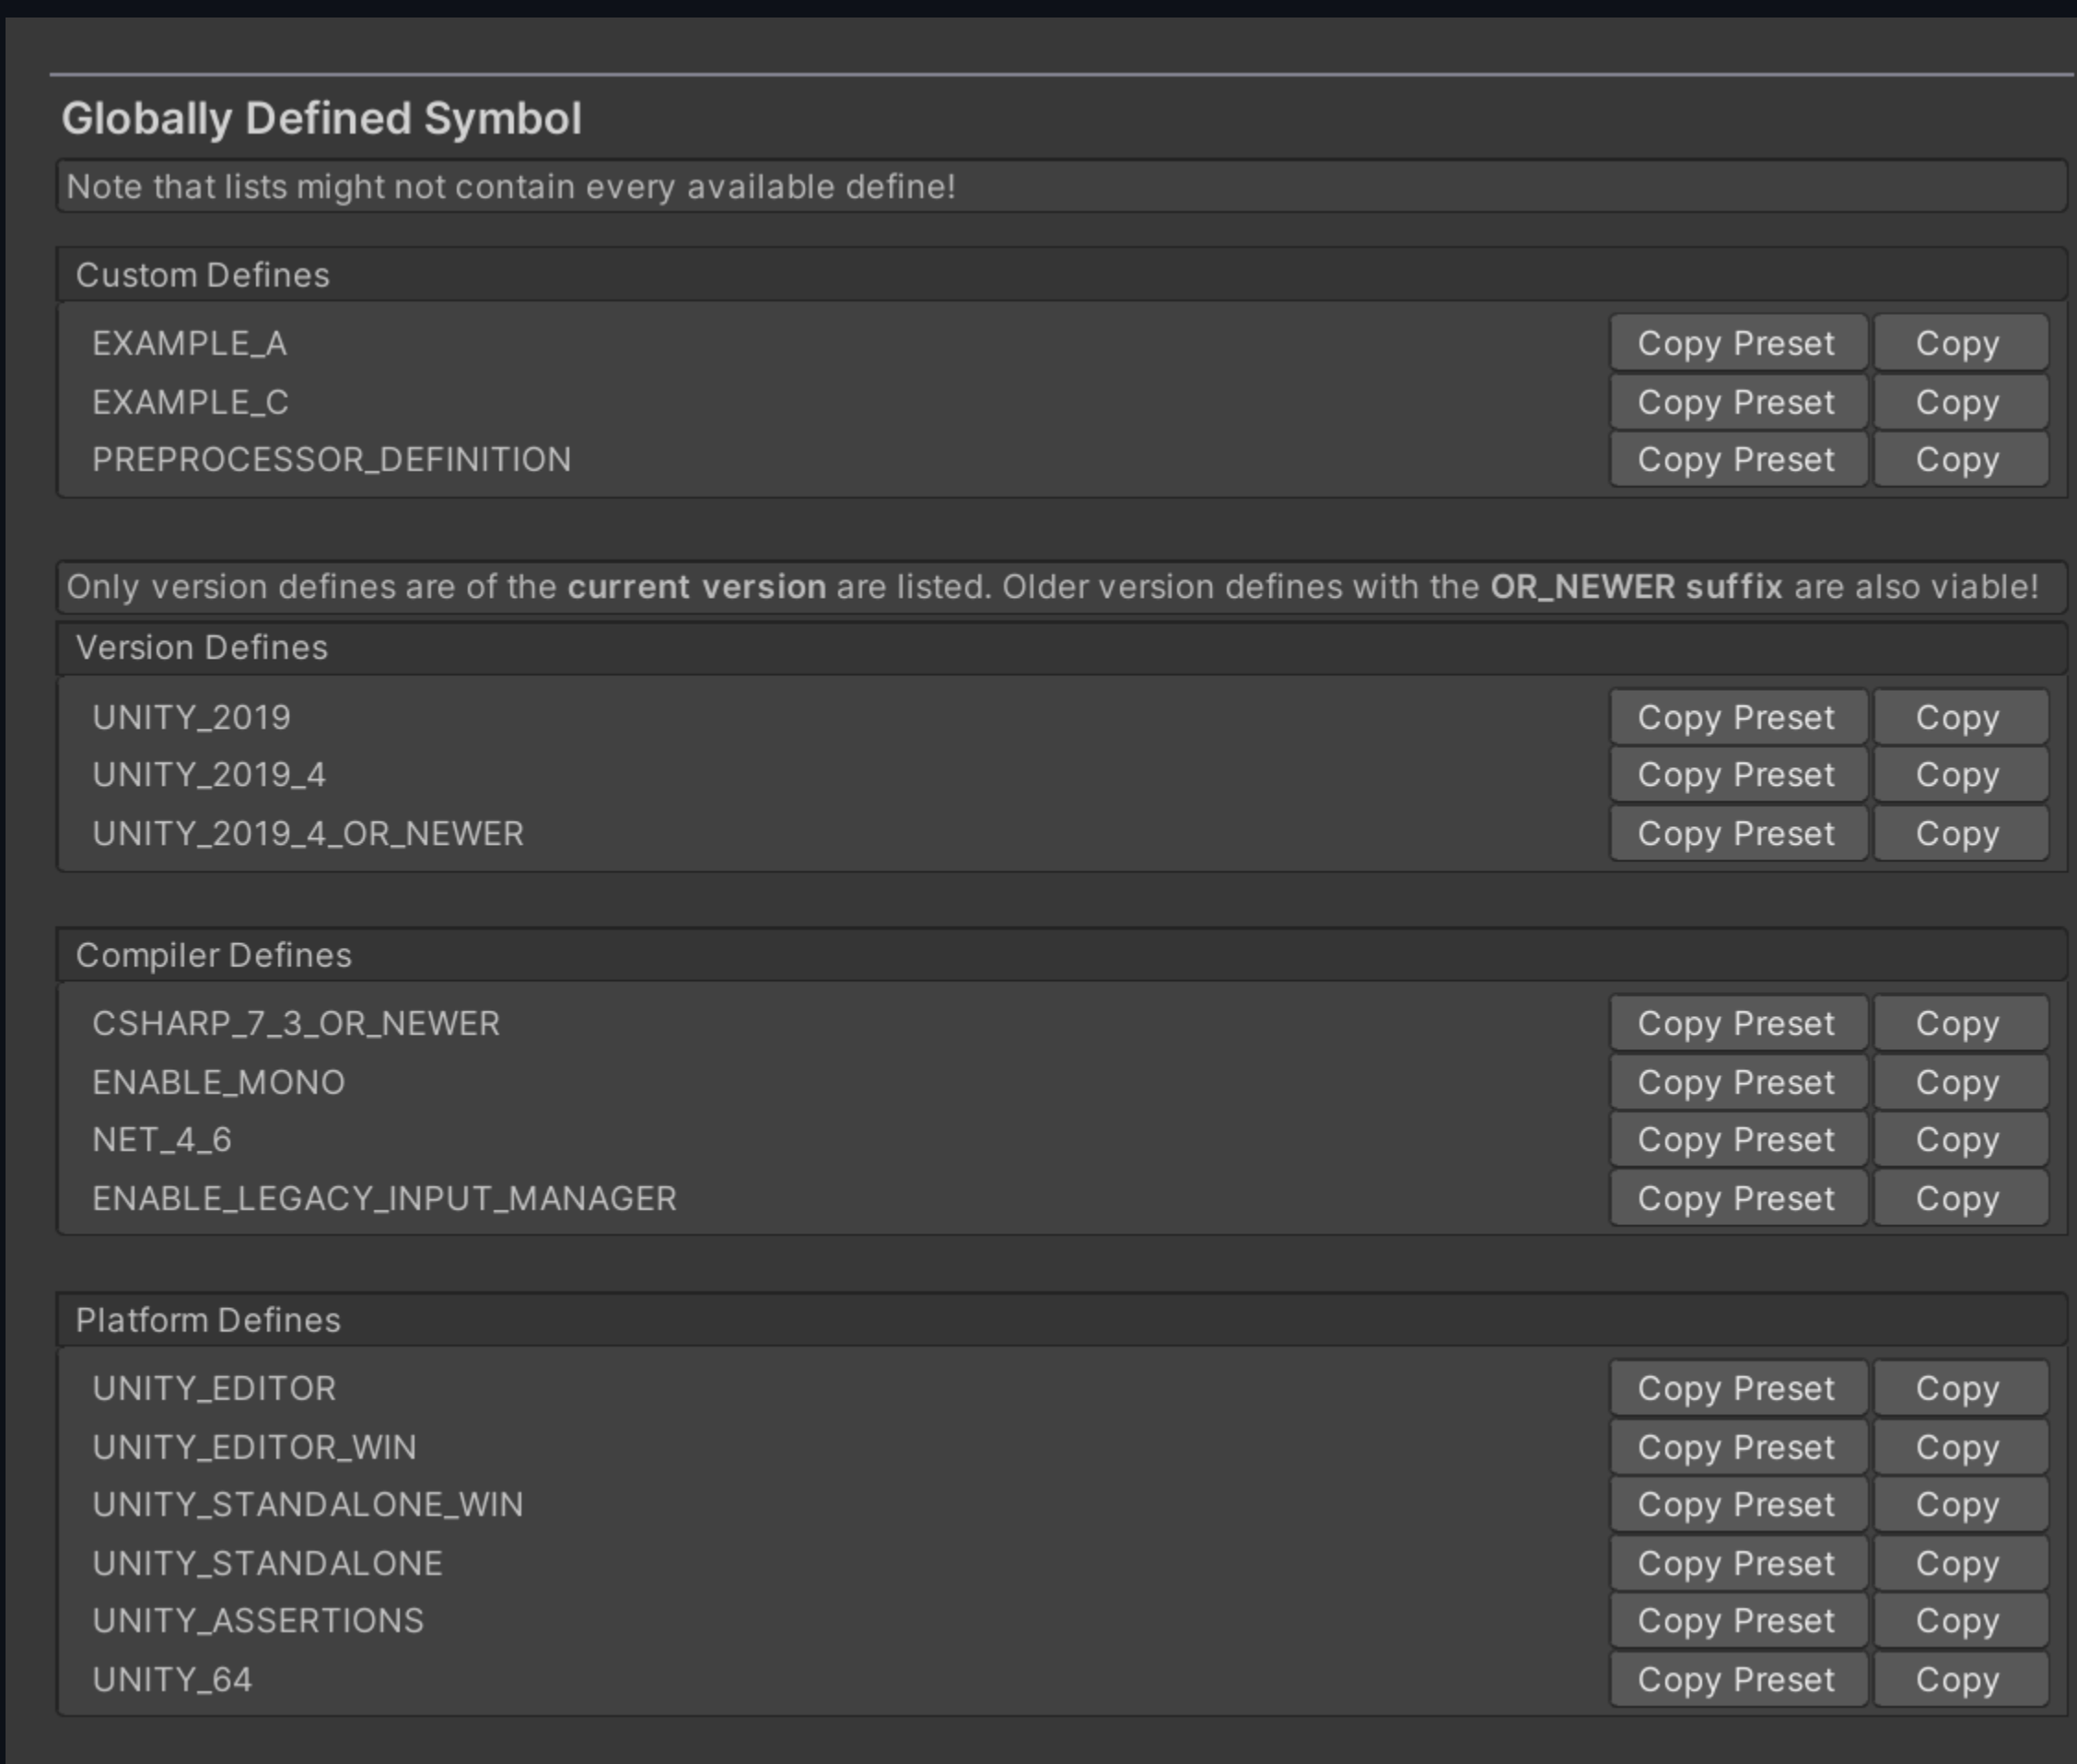 Globally Defined Symbol
Note that lists might not contain every available define!
Custom Defines
EXAMPLE_A Copy Preset Copy
EXAMPLE_C Copy Preset Copy
PREPROCESSOR_DEFINITION Copy Preset Copy
Only version defines are of the current version are listed. Older version defines with the OR_NEWER suffix are also viable!
Version Defines
UNITY_2019 Copy Preset Copy
UNITY_2019_4 Copy Preset Copy
UNITY_2019_4_OR_NEWER Copy Preset Copy
Compiler Defines
CSHARP_7_3_OR_NEWER Copy Preset Copy
ENABLE_MONO Copy Preset Copy
NET_4_6 Copy Preset Copy
ENABLE_LEGACY_INPUT_MANAGER Copy Preset Copy
Platform Defines
UNITY_EDITOR Copy Preset Copy
UNITY_EDITOR_WIN Copy Preset Copy
UNITY_STANDALONE_WIN Copy Preset Copy
UNITY_STANDALONE Copy Preset Copy
UNITY_ASSERTIONS Copy Preset Copy
UNITY_64 Copy Preset Copy